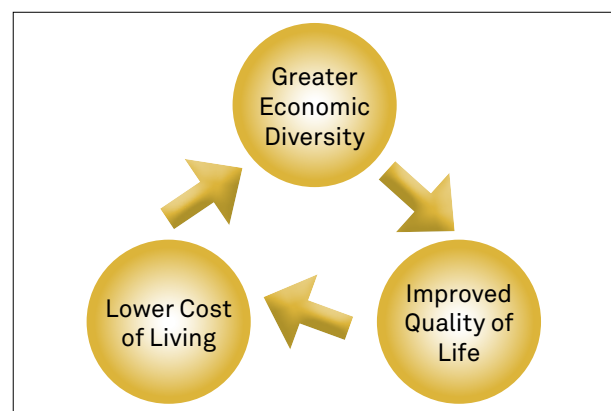 Greater
Economic
Diversity
Lower Cost
of Living
Improved
Quality of
Life